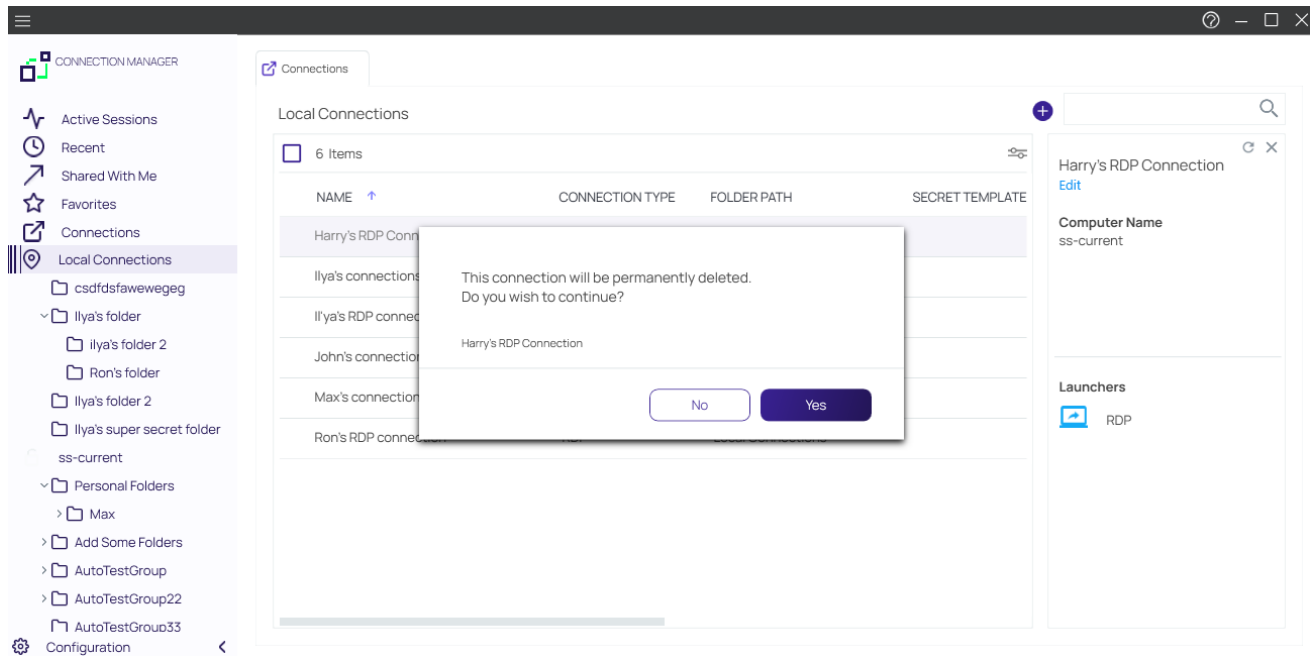 CONNECTION MANAGER
Active Sessions
Recent
Shared With Me
Favorites
Connections
Local Connections
csdfdsfawewegeg
Ilya's folder
ilya's folder 2
Ron's folder
Ilya's folder 2
Ilya's super secret folder
ss-current
Personal Folders
Max
Add Some Folders
AutoTestGroup
AutoTestGroup22
AutoTestGroup33
Configuration
Connections
Local Connections
6 Items
NAME CONNECTION TYPE FOLDER PATH SECRET TEMPLATE
Harry's RDP Conn
Ilya's connections
Il'ya's RDP connec
John's connection
Max's connection
Ron's RDP connection
This connection will be permanently deleted.
Do you wish to continue?
Harry's RDP Connection
No Yes
Harry's RDP Connection
Edit
Computer Name
ss-current
Launchers
RDP